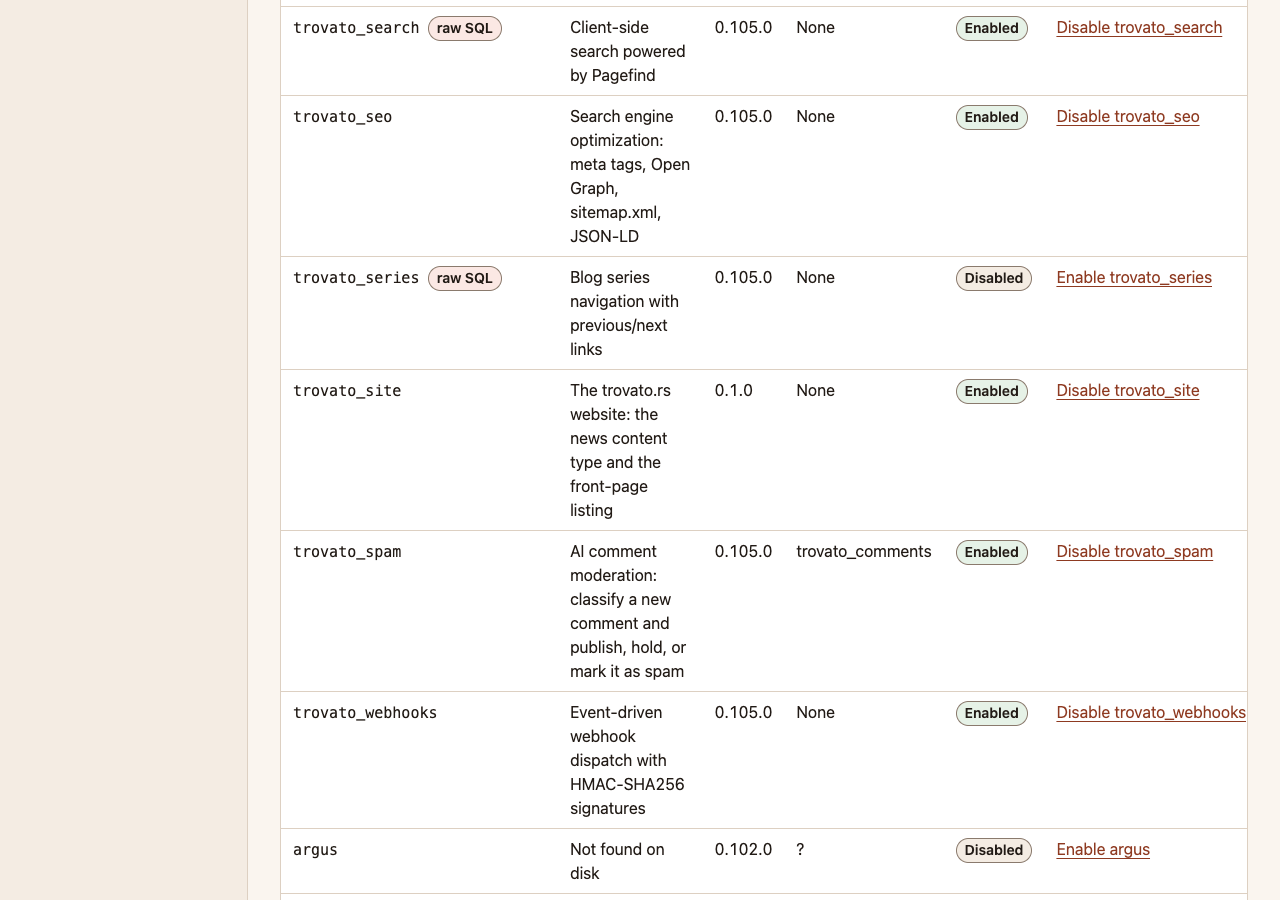 trovato_search raw SQL Client-side 0.105.0 None Enabled Disable trovato_search
search powered
by Pagefind
trovato_seo Search engine 0.105.0 None Enabled Disable trovato_seo
optimization:
meta tags, Open
Graph,
sitemap.xml,
JSON-LD
trovato_series raw SQL Blog series 0.105.0 None Disabled Enable trovato_series
navigation with
previous/next
links
trovato_site The trovato.rs 0.1.0 None Enabled Disable trovato_site
website: the
news content
type and the
front-page
listing
trovato_spam AI comment 0.105.0 trovato_comments Enabled Disable trovato_spam
moderation:
classify a new
comment and
publish, hold, or
mark it as spam
trovato_webhooks Event-driven 0.105.0 None Enabled Disable trovato_webhooks
webhook
dispatch with
HMAC-SHA256
signatures
argus Not found on 0.102.0 ? Disabled Enable argus
disk